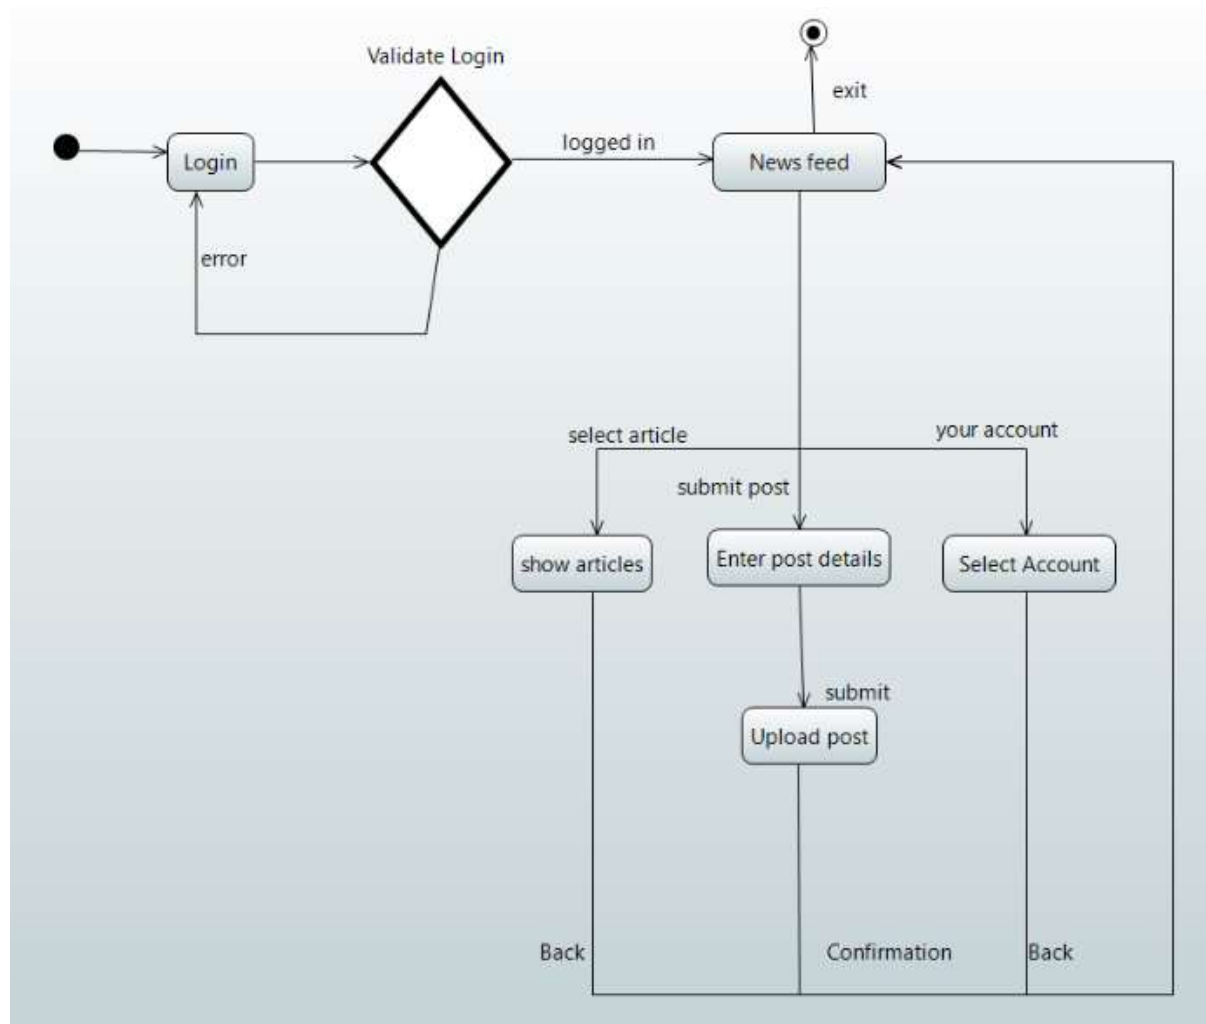 Validate Login
exit
logged in
Login
News feed
error
select article
your account
submit post
show articles
Enter post details
Select Account
submit
Upload post
Back
Confirmation
Back